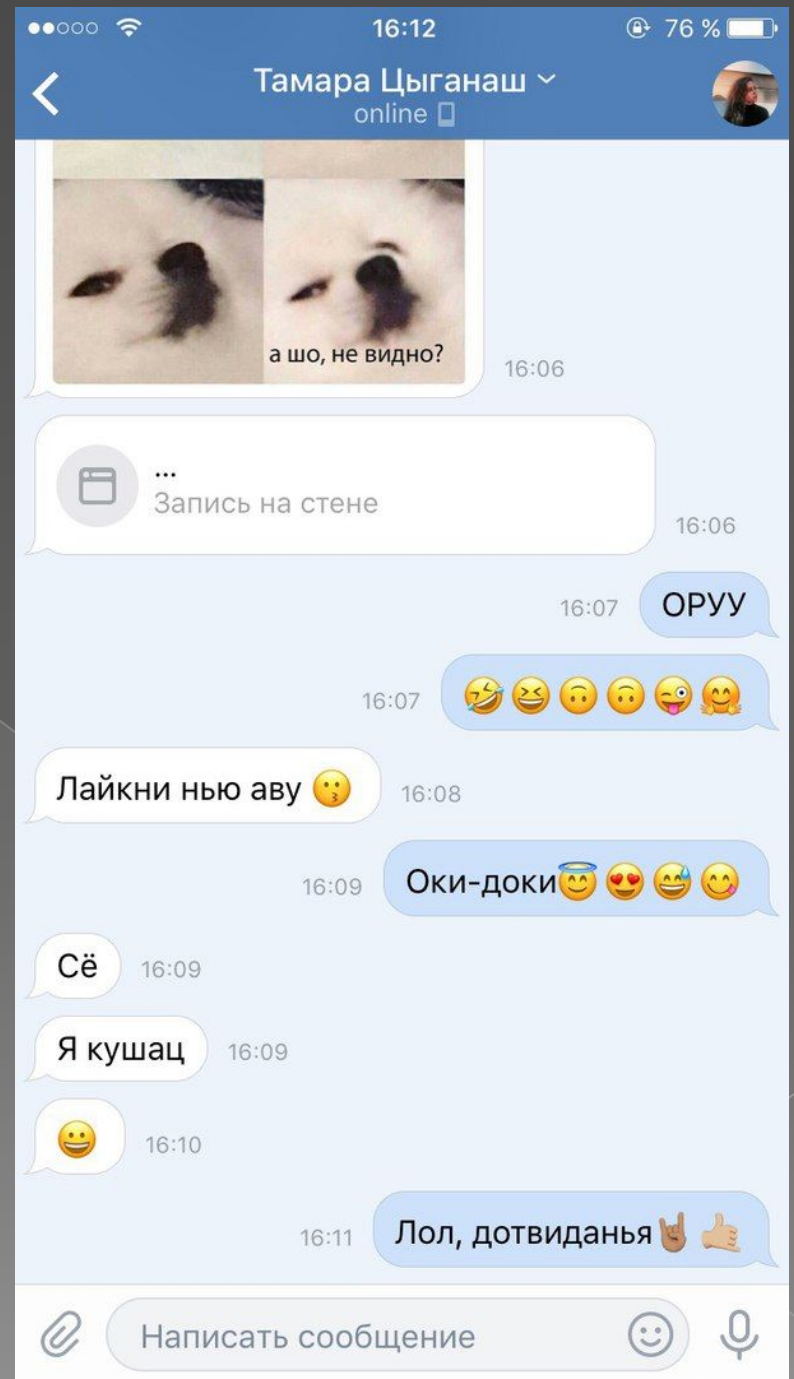 16:12
76 %
Тамара Цыганаш
online
а шо, не видно?
16:06
...
Запись на стене
16:06
16:07 ОРУУ
16:07 🤣😆🙃🙃😜🤗
Лайкни нью аву 😗 16:08
16:09 Оки-доки😇😍😅😋
Сё 16:09
Я кушац 16:09
😀 16:10
16:11 Лол, дотвиданья🤘🏽🤙🏼
Написать сообщение